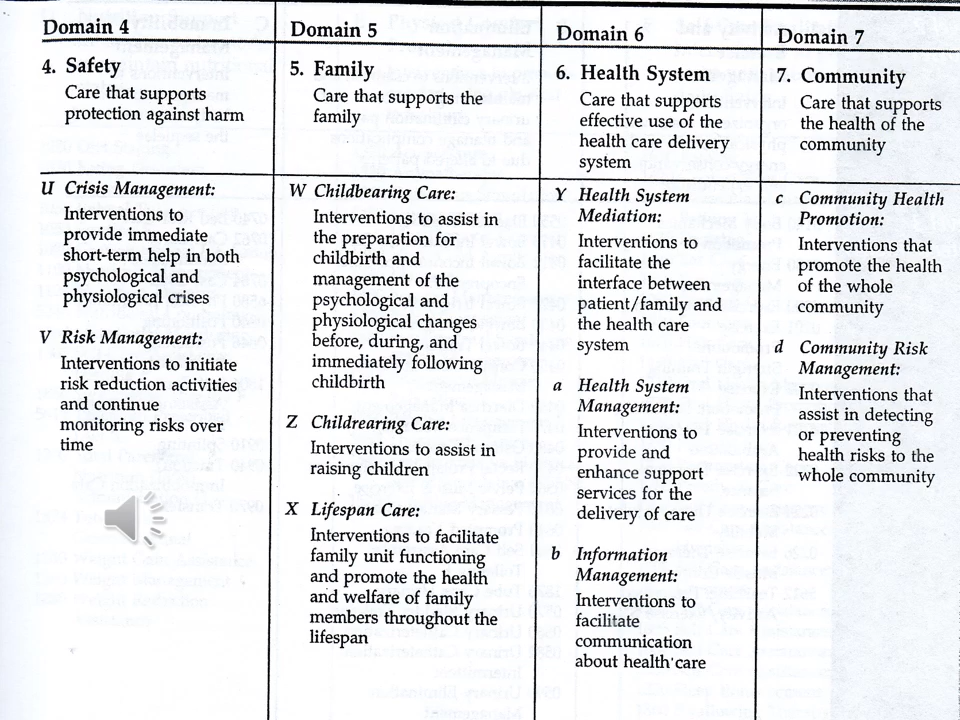 Domain 4
4. Safety
Care that supports
protection against harm
U Crisis Management:
Interventions to
provide immediate
short-term help in both
psychological and
physiological crises
V Risk Management:
Interventions to initiate
risk reduction activities
and continue
monitoring risks over
time
Domain 5
5. Family
Care that supports the
family
W Childbearing Care:
Interventions to assist in
the preparation for
childbirth and
management of the
psychological and
physiological changes
before, during, and
immediately following
childbirth
Z Childrearing Care:
Interventions to assist in
raising children
X Lifespan Care:
Interventions to facilitate
family unit functioning
and promote the health
and welfare of family
members throughout the
lifespan
Domain 6
6. Health System
Care that supports
effective use of the
health care delivery
system
Y Health System
Mediation:
Interventions to
facilitate the
interface between
patient/family and
the health care
system
a Health System
Management:
Interventions to
provide and
enhance support
services for the
delivery of care
b Information
Management:
Interventions to
facilitate
communication
about health care
Domain 7
7. Community
Care that supports
the health of the
community
c Community Health
Promotion:
Interventions that
promote the health
of the whole
community
d Community Risk
Management:
Interventions that
assist in detecting
or preventing
health risks to the
whole community